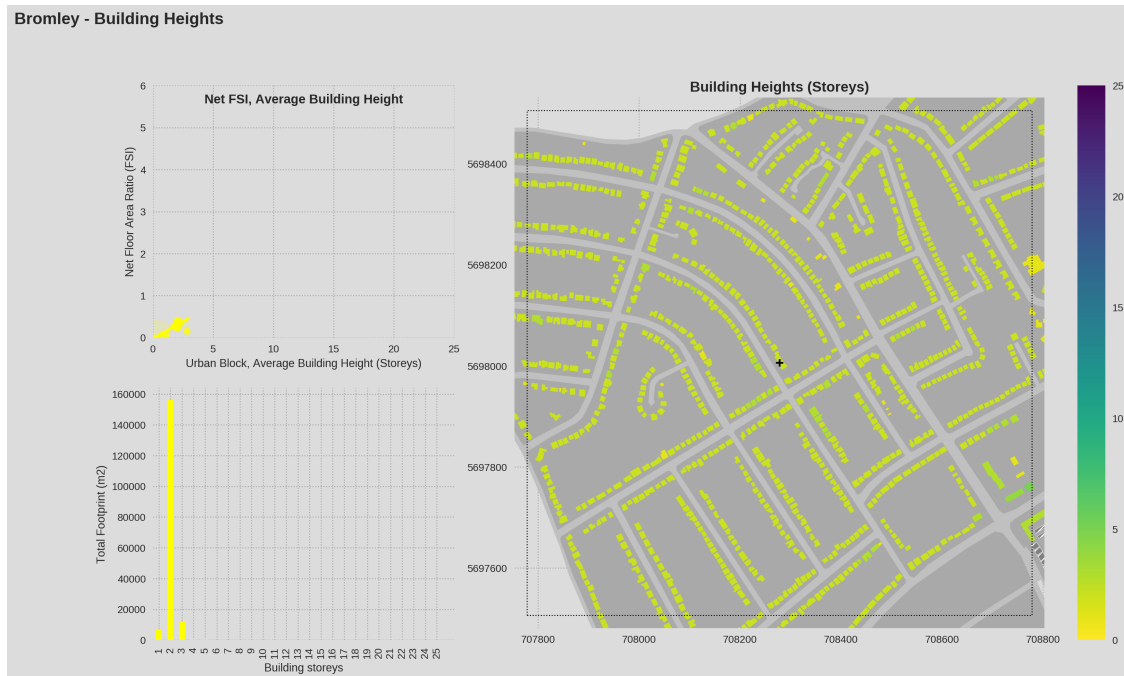 Bromley - Building Heights
Net FSI, Average Building Height
Net Floor Area Ratio (FSI)
6
5
4
3
2
1
0
0 5 10 15 20 25
Urban Block, Average Building Height (Storeys)
Total Footprint (m2)
160000
140000
120000
100000
80000
60000
40000
20000
0
1 2 3 4 5 6 7 8 9 10 11 12 13 14 15 16 17 18 19 20 21 22 23 24 25
Building storeys
Building Heights (Storeys)
5698400
5698200
5698000
5697800
5697600
707800 708000 708200 708400 708600 708800
25
20
15
10
5
0